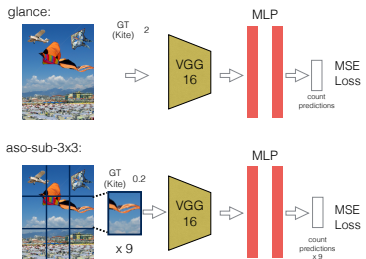 glance:
GT
(Kite) 2
VGG
16
MLP
count
predictions
MSE
Loss
aso-sub-3x3:
GT
(Kite) 0.2
x 9
VGG
16
MLP
count
predictions
x 9
MSE
Loss